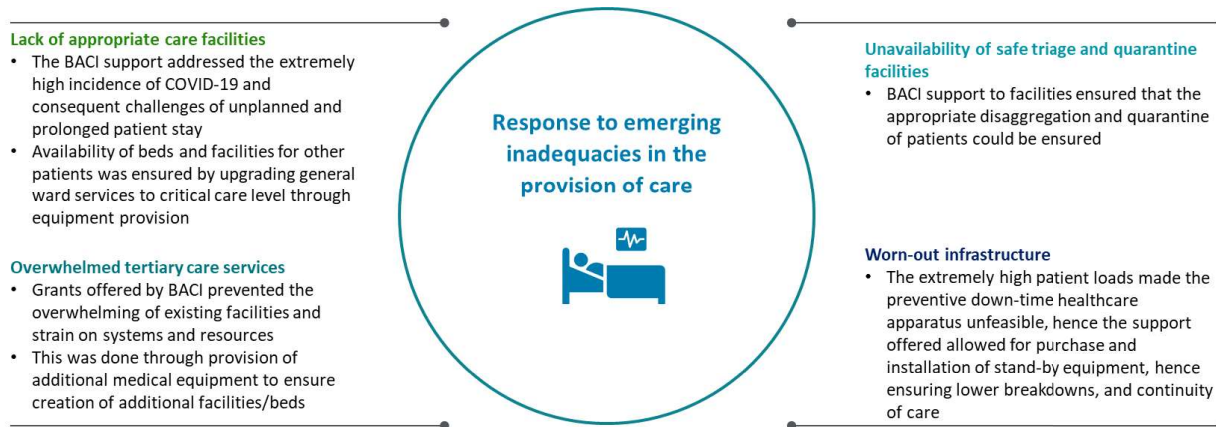 Lack of appropriate care facilities
• The BACI support addressed the extremely
high incidence of COVID-19 and
consequent challenges of unplanned and
prolonged patient stay
• Availability of beds and facilities for other
patients was ensured by upgrading general
ward services to critical care level through
equipment provision
Overwhelmed tertiary care services
• Grants offered by BACI prevented the
overwhelming of existing facilities and
strain on systems and resources
• This was done through provision of
additional medical equipment to ensure
creation of additional facilities/beds
Response to emerging
inadequacies in the
provision of care
Unavailability of safe triage and quarantine
facilities
• BACI support to facilities ensured that the
appropriate disaggregation and quarantine
of patients could be ensured
Worn-out infrastructure
• The extremely high patient loads made the
preventive down-time healthcare
apparatus unfeasible, hence the support
offered allowed for purchase and
installation of stand-by equipment, hence
ensuring lower breakdowns, and continuity
of care